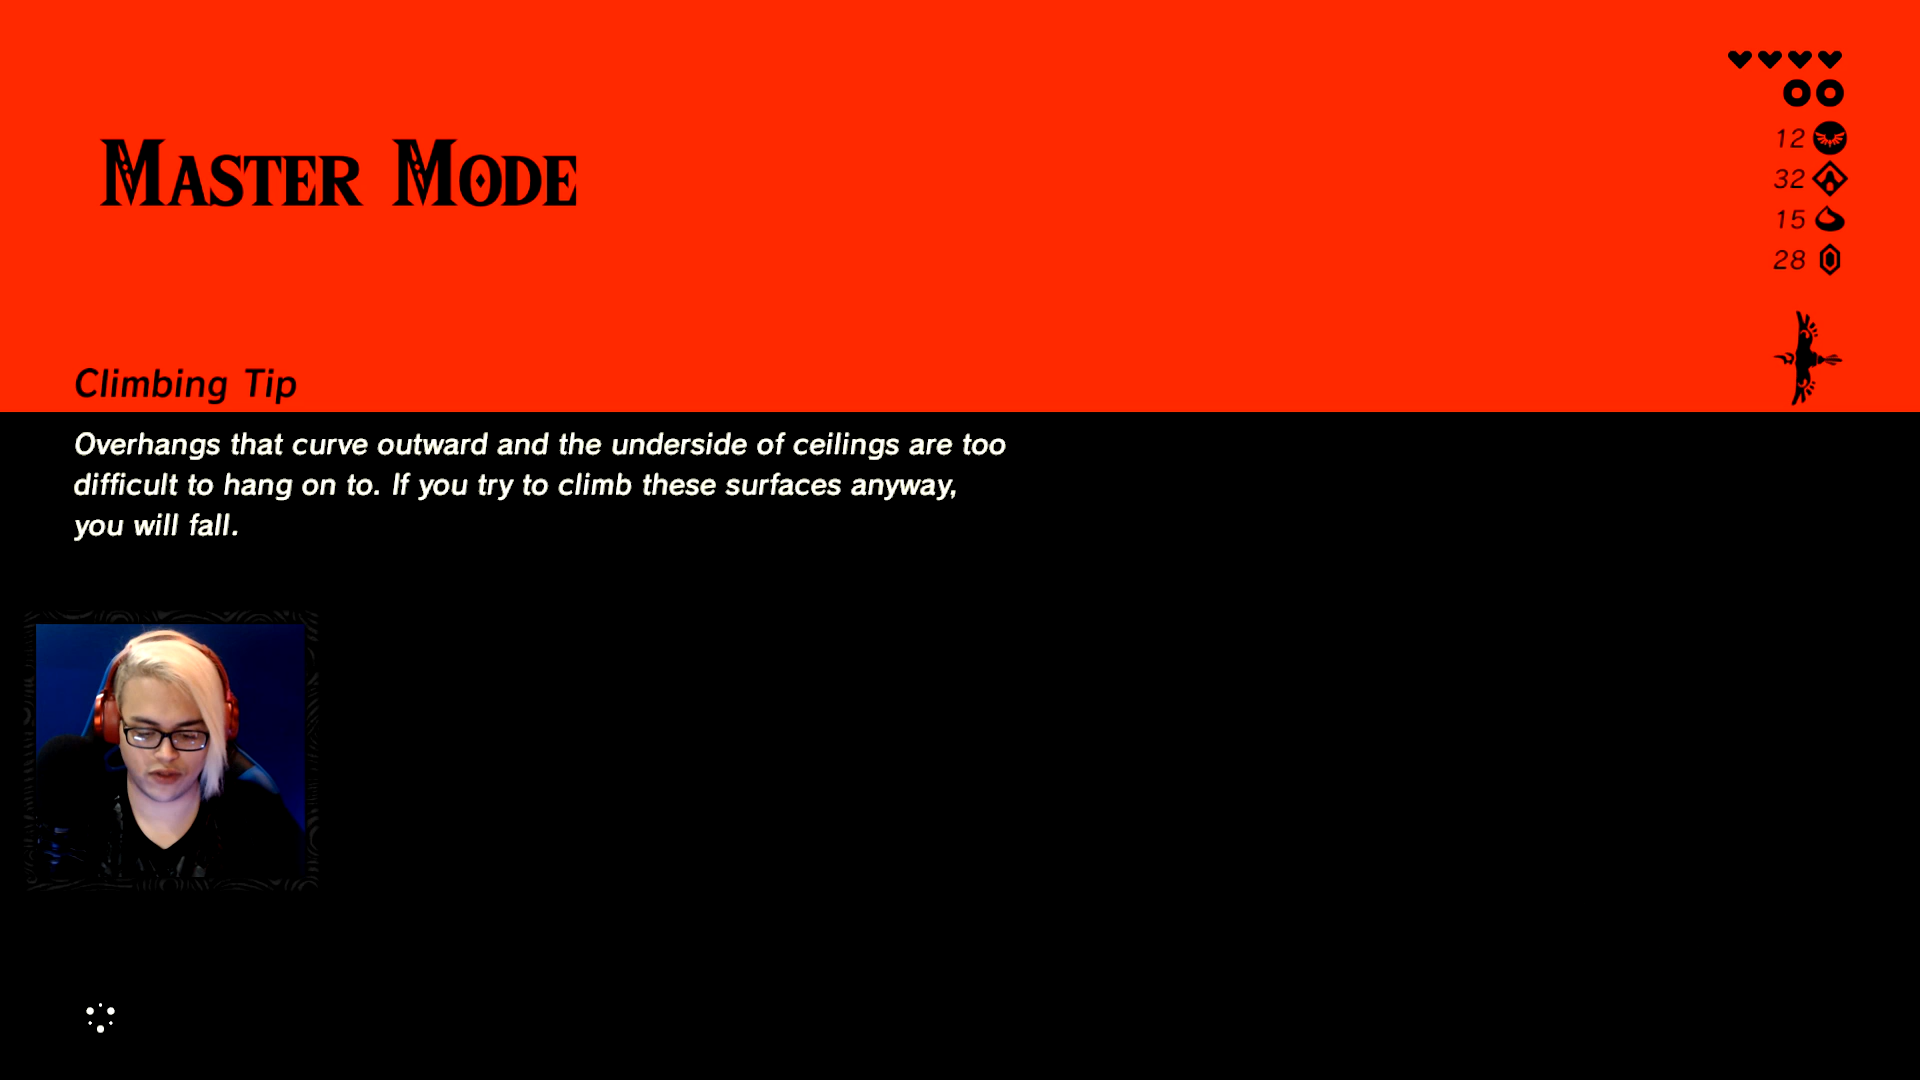 MASTER MODE
12
32
15
28
Climbing Tip
Overhangs that curve outward and the underside of ceilings are too
difficult to hang on to. If you try to climb these surfaces anyway,
you will fall.